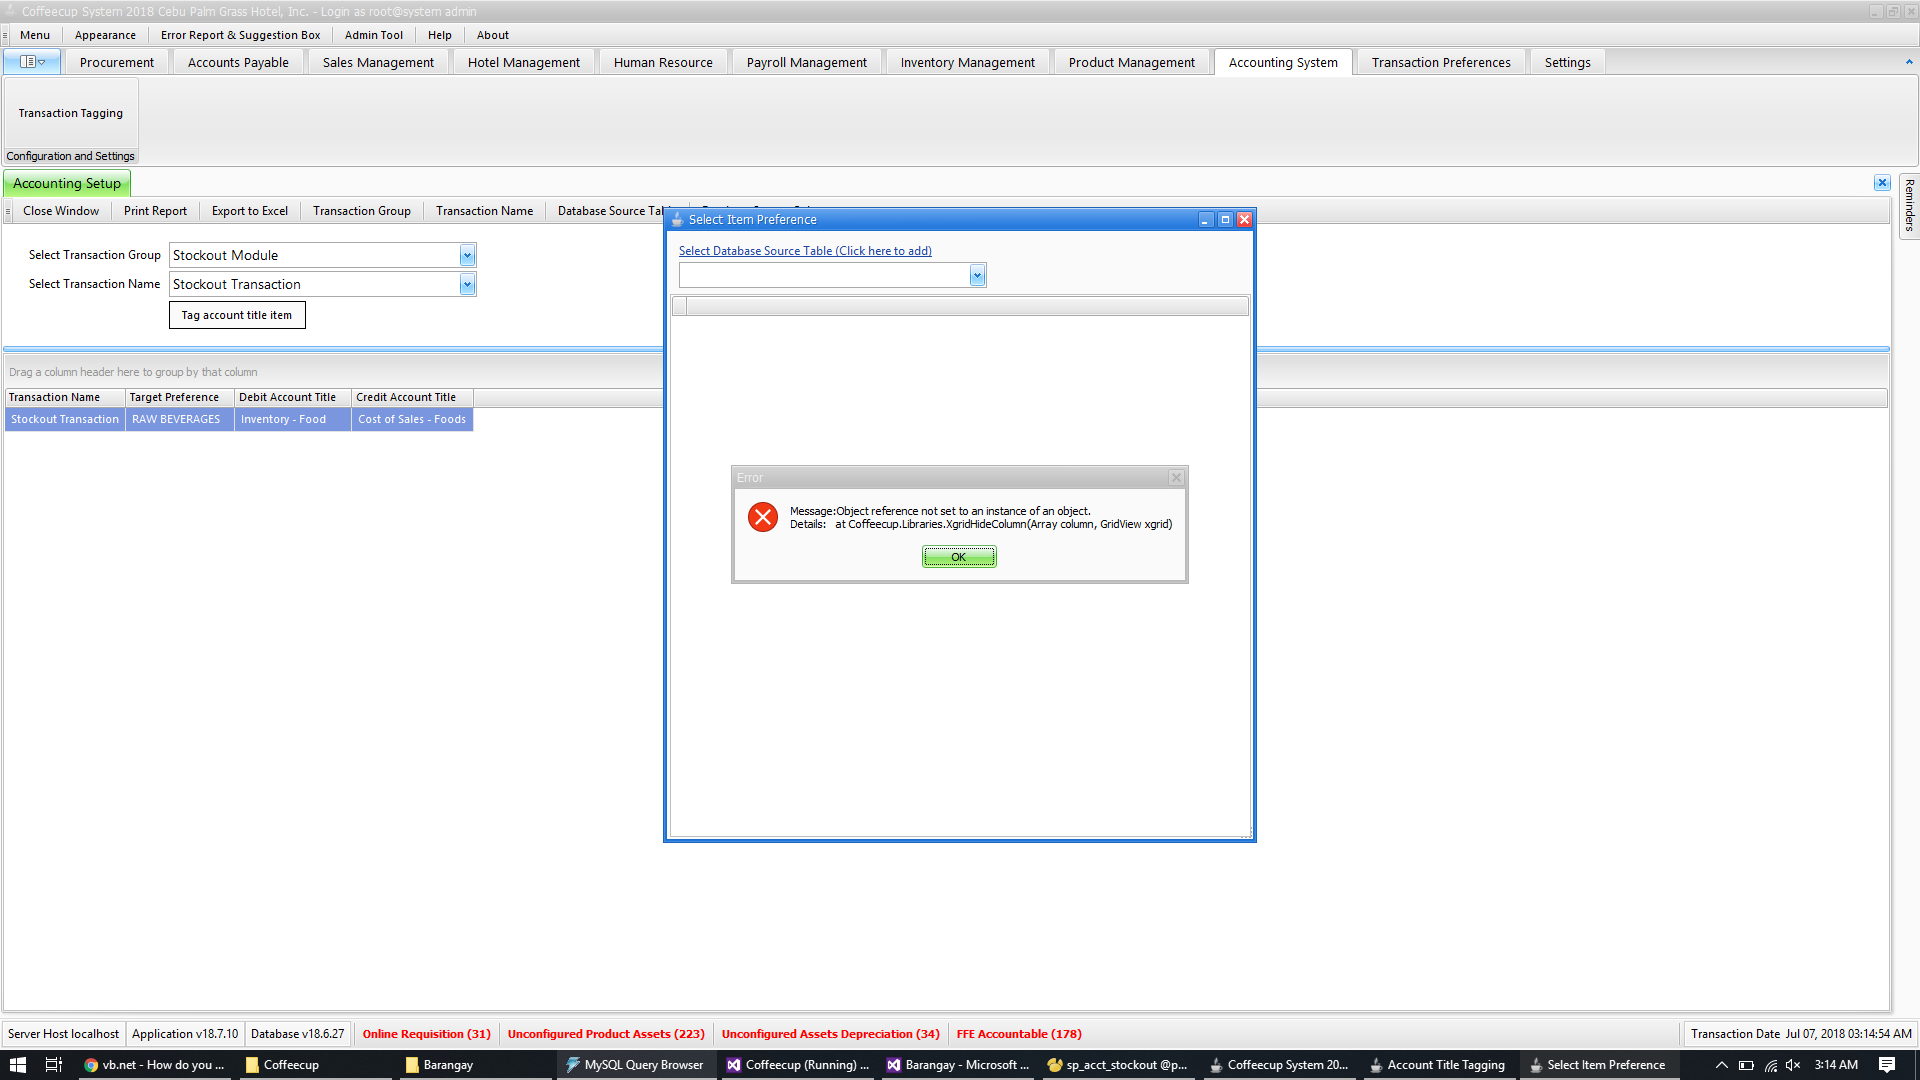 Coffeecup System 2018 Cebu Palm Grass Hotel, Inc. - Login as root@system admin
Menu Appearance Error Report & Suggestion Box Admin Tool Help About
Procurement Accounts Payable Sales Management Hotel Management Human Resource Payroll Management Inventory Management Product Management Accounting System Transaction Preferences Settings
Transaction Tagging
Configuration and Settings
Accounting Setup
Reminders
Close Window Print Report Export to Excel Transaction Group Transaction Name Database Source
Select Item Preference
Select Database Source Table (Click here to add)
Select Transaction Group Stockout Module
Select Transaction Name Stockout Transaction
Tag account title item
Drag a column header here to group by that column
Transaction Name Target Preference Debit Account Title Credit Account Title
Stockout Transaction RAW BEVERAGES Inventory - Food Cost of Sales - Foods
Error
Message:Object reference not set to an instance of an object.
Details: at Coffeecup.Libraries.XgridHideColumn(Array column, GridView xgrid)
OK
Server Host localhost Application v18.7.10 Database v18.6.27 Online Requisition (31) Unconfigured Product Assets (223) Unconfigured Assets Depreciation (34) FFE Accountable (178) Transaction Date Jul 07, 2018 03:14:54 AM
vb.net - How do you ... Coffeecup Barangay MySQL Query Browser Coffeecup (Running) ... Barangay - Microsoft ... sp_acct_stockout @p... Coffeecup System 20... Account Title Tagging Select Item Preference 3:14 AM